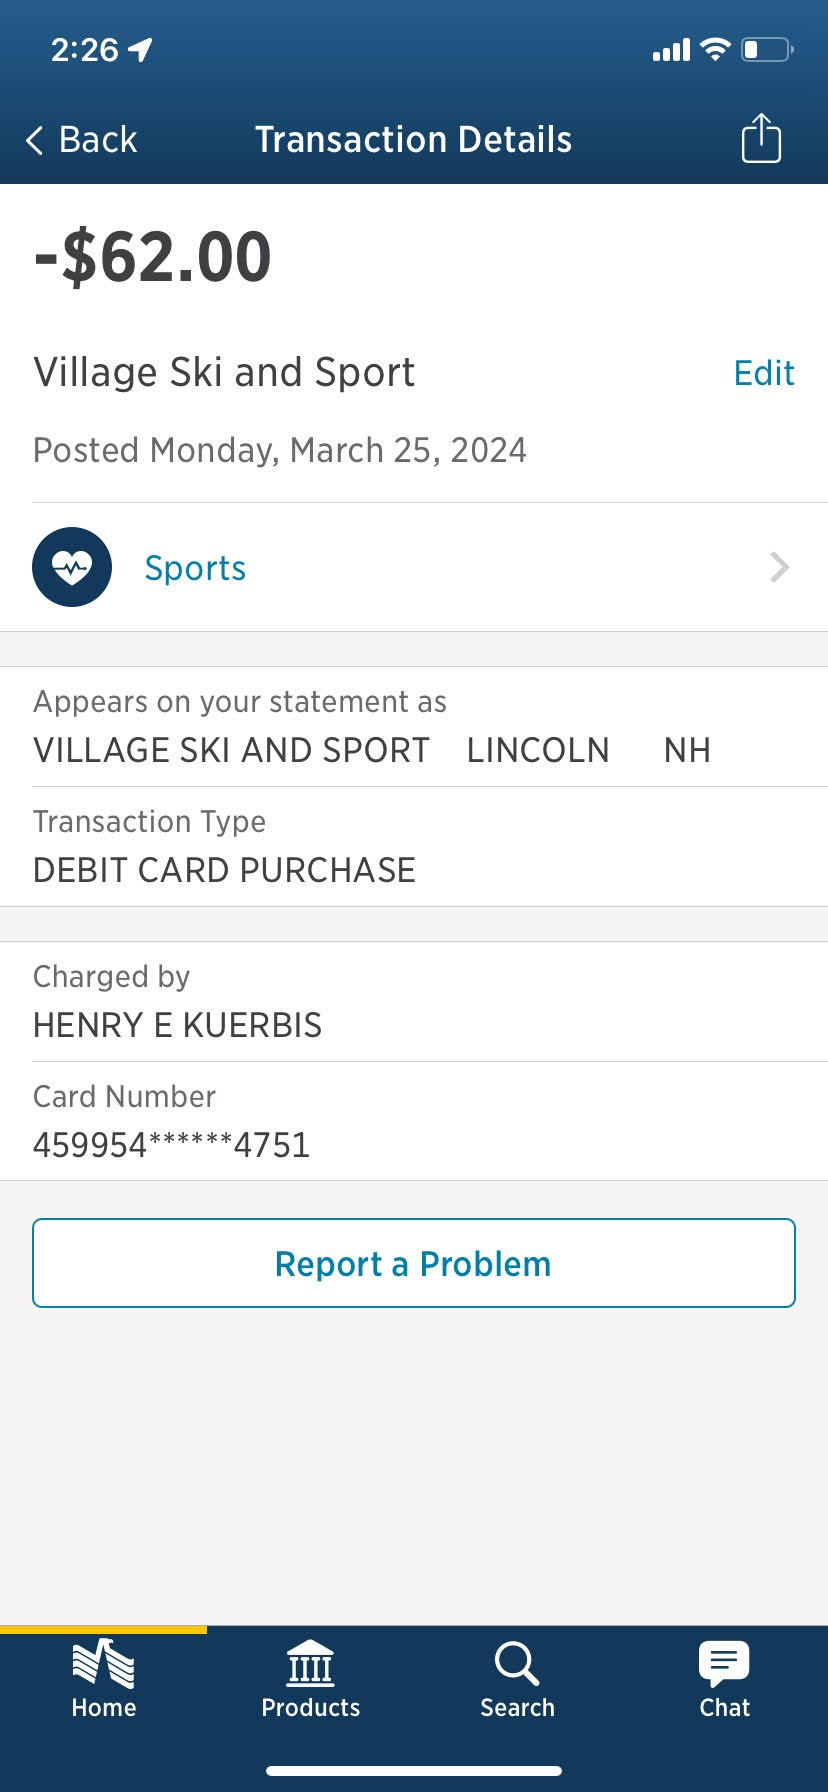 2:26
Back Transaction Details
-$62.00
Village Ski and Sport Edit
Posted Monday, March 25, 2024
Sports
Appears on your statement as
VILLAGE SKI AND SPORT LINCOLN NH
Transaction Type
DEBIT CARD PURCHASE
Charged by
HENRY E KUERBIS
Card Number
459954******4751
Report a Problem
Home Products Search Chat